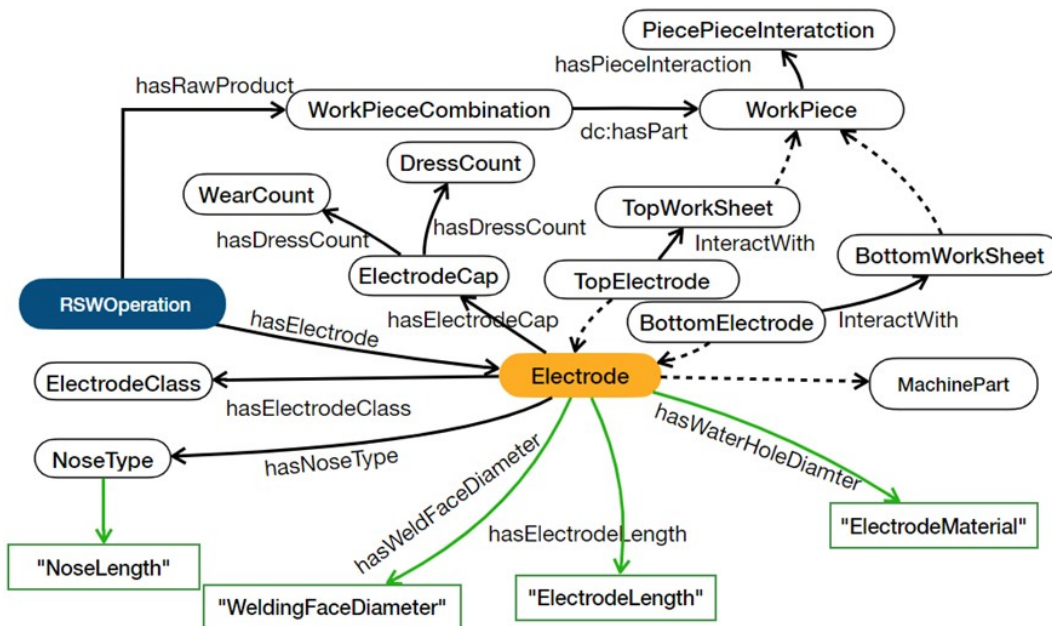 PiecePieceInteratction
hasPieceInteraction
hasRawProduct
WorkPieceCombination
WorkPiece
dc:hasPart
DressCount
WearCount
TopWorkSheet
hasDressCount
hasDressCount
InteractWith
BottomWorkSheet
ElectrodeCap
TopElectrode
RSWOperation
hasElectrode
hasElectrodeCap
BottomElectrode
InteractWith
Electrode
ElectrodeClass
MachinePart
hasElectrodeClass
hasWaterHoleDiamter
NoseType
hasNoseType
hasWeldFaceDiameter
hasElectrodeLength
"ElectrodeMaterial"
"NoseLength"
"WeldingFaceDiameter"
"ElectrodeLength"